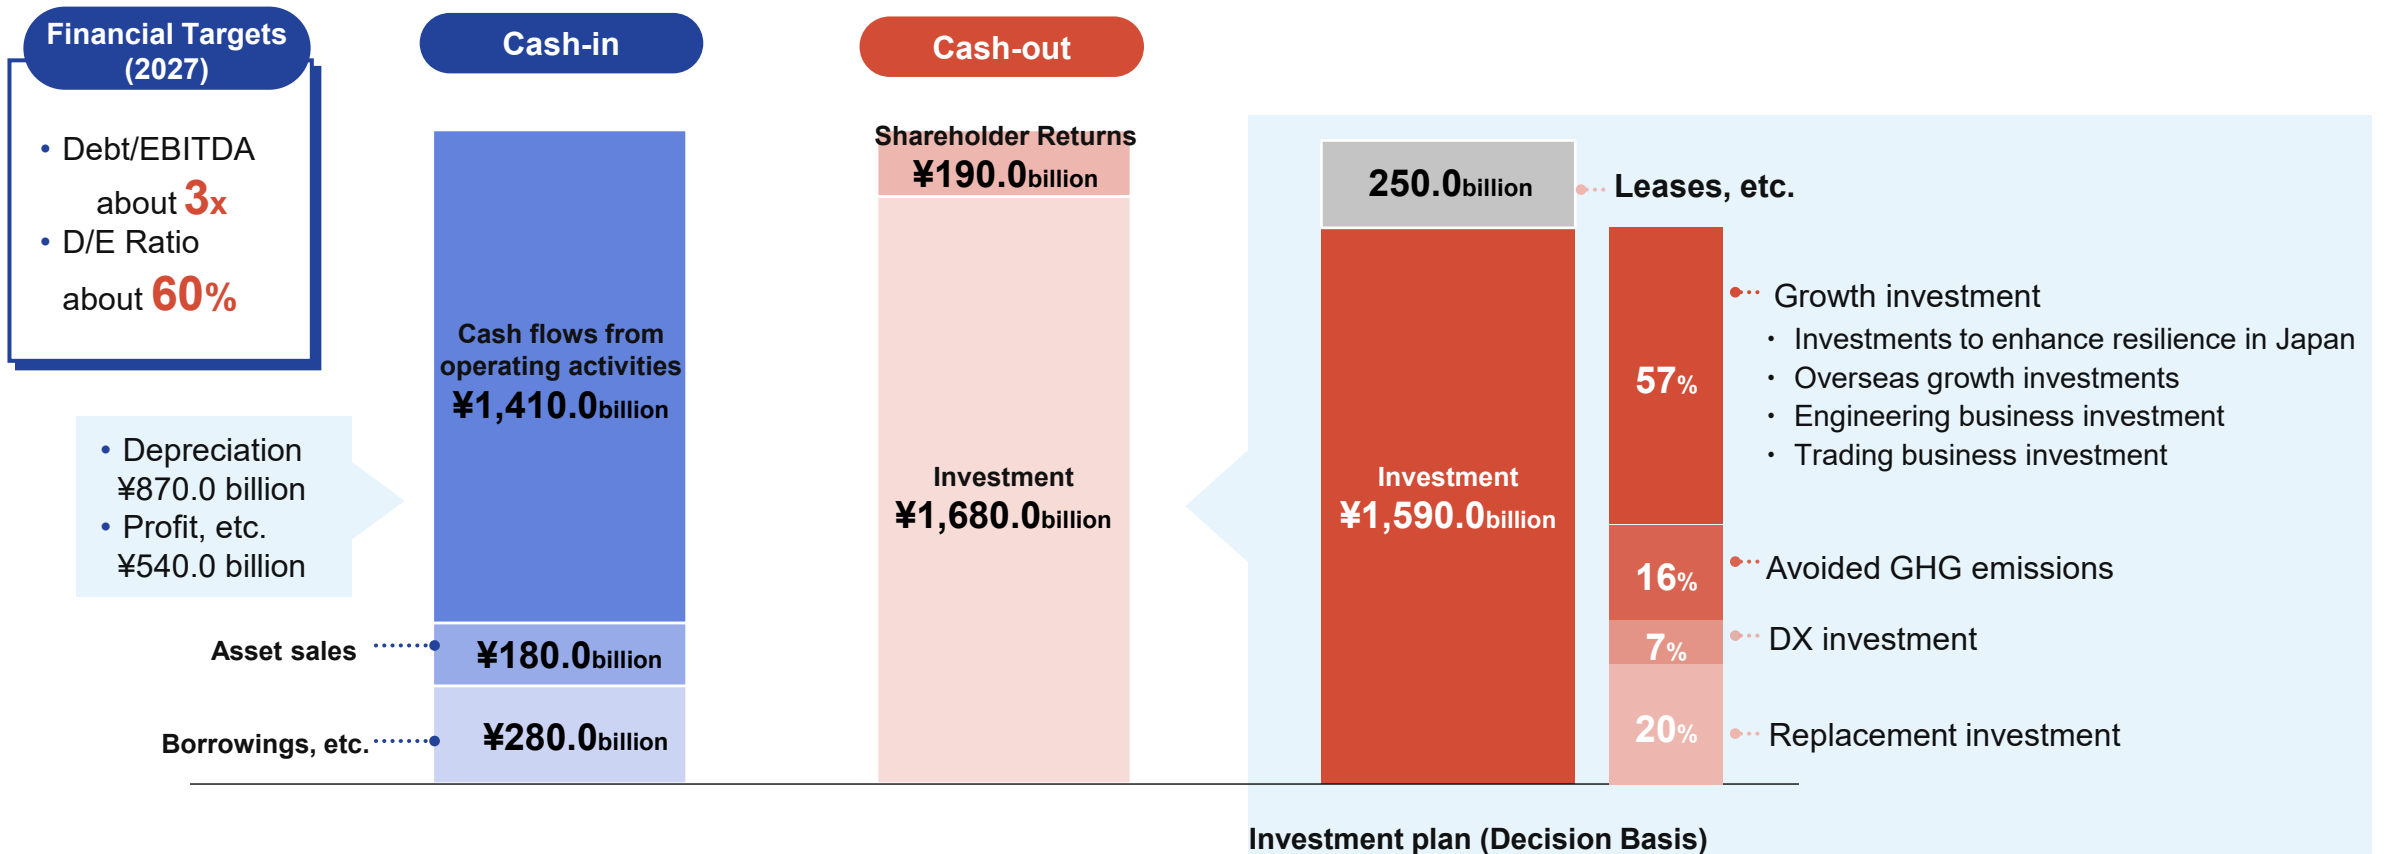 Financial Targets
(2027)
• Debt/EBITDA
about 3x
• D/E Ratio
about 60%
Cash-in
Cash flows from
operating activities
¥1,410.0billion
• Depreciation
¥870.0 billion
• Profit, etc.
¥540.0 billion
Asset sales
¥180.0billion
Borrowings, etc.
¥280.0billion
Cash-out
Shareholder Returns
¥190.0billion
Investment
¥1,680.0billion
250.0billion
Leases, etc.
Investment
¥1,590.0billion
57%
Growth investment
・ Investments to enhance resilience in Japan
・ Overseas growth investments
・ Engineering business investment
・ Trading business investment
16%
Avoided GHG emissions
7%
DX investment
20%
Replacement investment
Investment plan (Decision Basis)